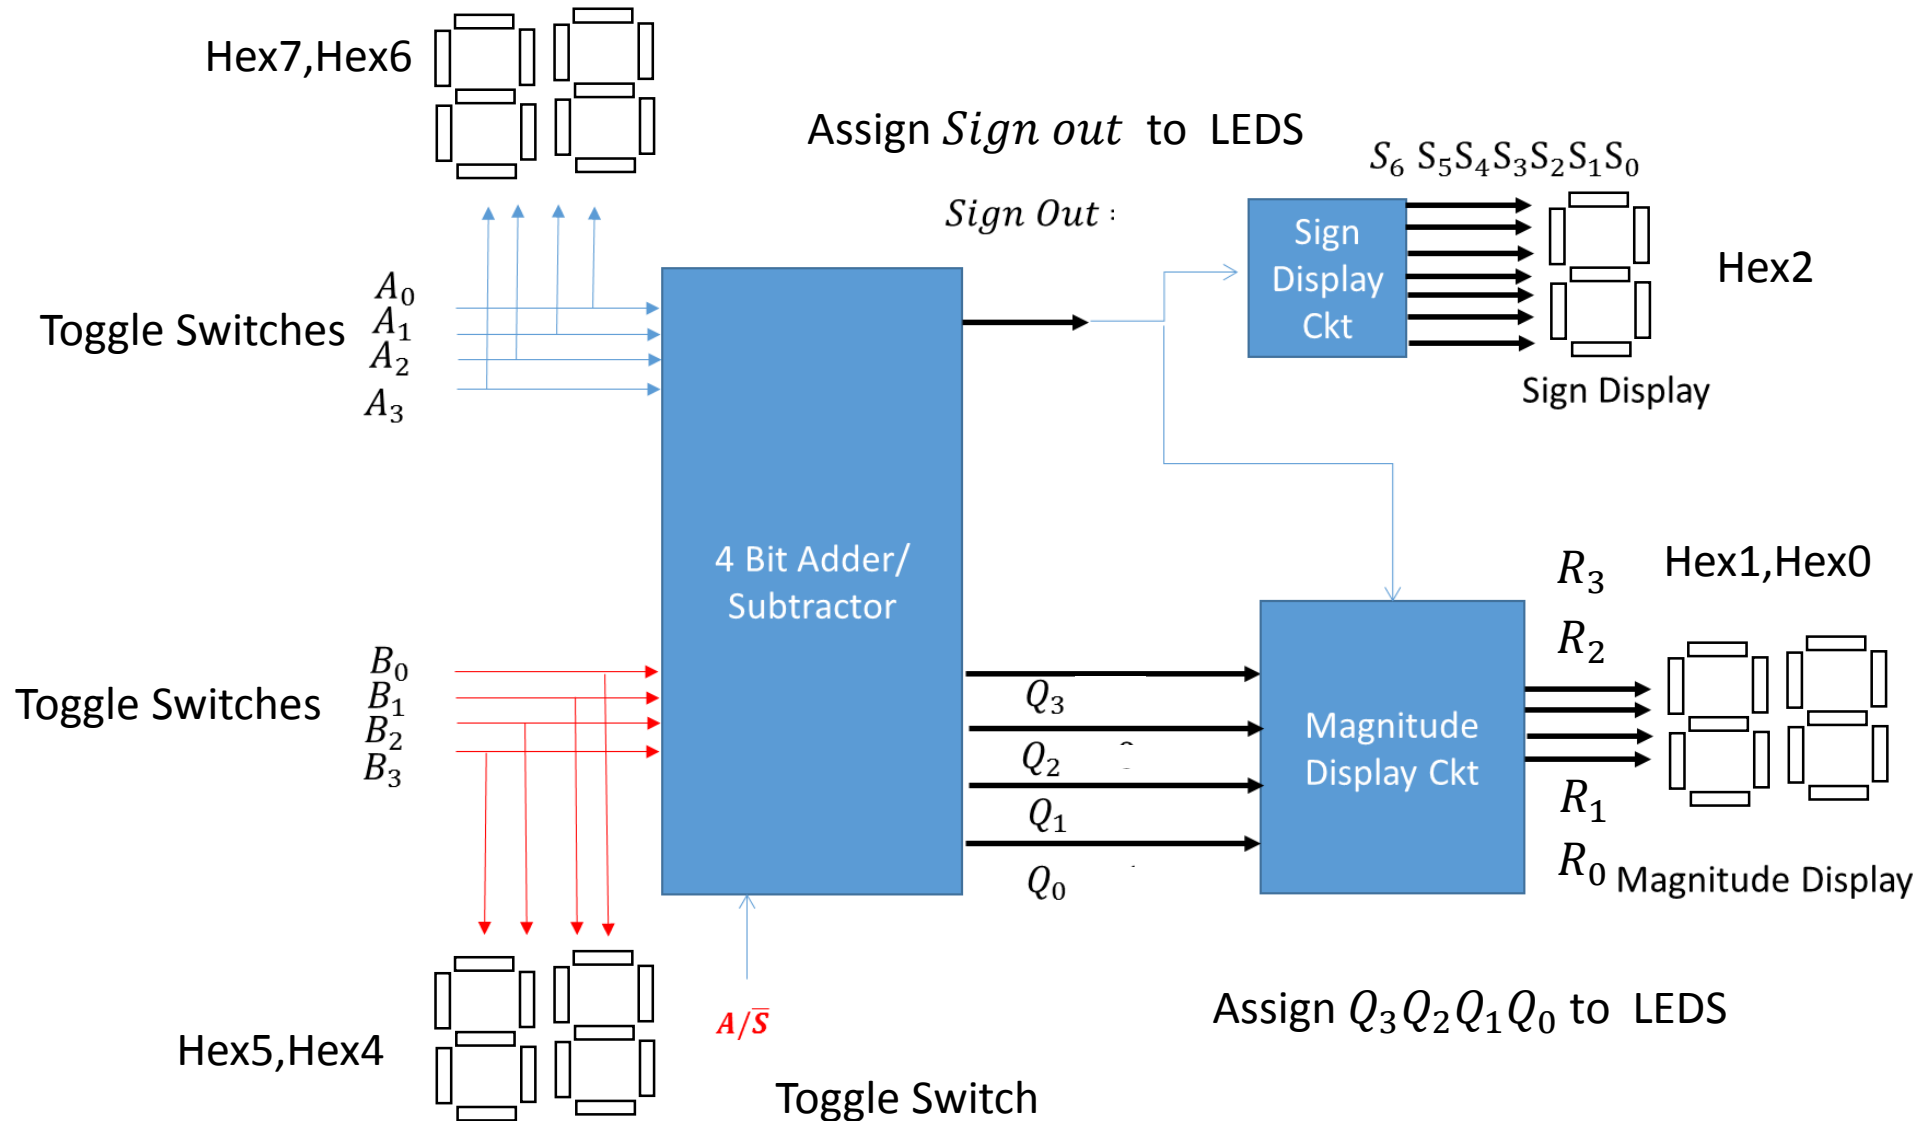 Hex7,Hex6
Assign Sign out to LEDS
S₆ S₅S₄S₃S₂S₁S₀
Sign Out :
Sign
Display
Ckt
Hex2
Sign Display
Toggle Switches
A₀
A₁
A₂
A₃
4 Bit Adder/
Subtractor
R₃
Hex1,Hex0
R₂
Toggle Switches
B₀
B₁
B₂
B₃
Q₃
Q₂
Q₁
Q₀
Magnitude
Display Ckt
R₁
R₀
Magnitude Display
A/S̅
Assign Q₃Q₂Q₁Q₀ to LEDS
Hex5,Hex4
Toggle Switch